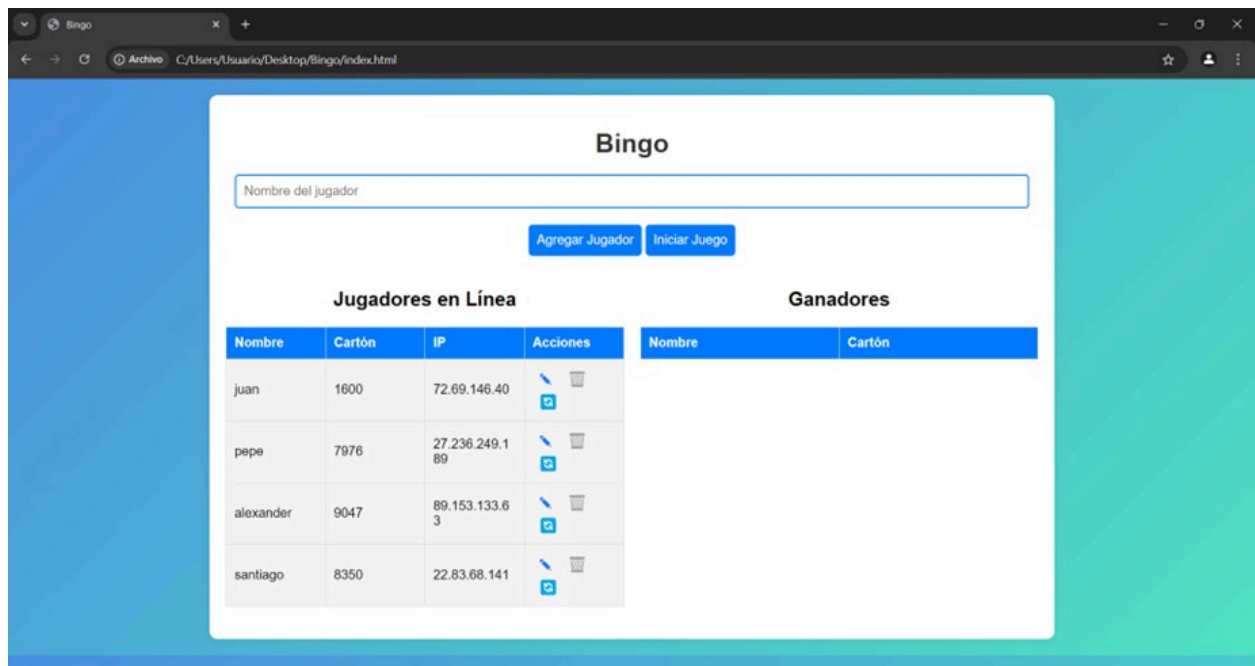 Bingo
Archivo C:/Users/Usuario/Desktop/Bingo/index.html
Bingo
Nombre del jugador
Agregar Jugador Iniciar Juego
Jugadores en Línea
Nombre Cartón IP Acciones
juan 1600 72.69.146.40
pepe 7976 27.236.249.1
89
alexander 9047 89.153.133.6
3
santiago 8350 22.83.68.141
Ganadores
Nombre Cartón